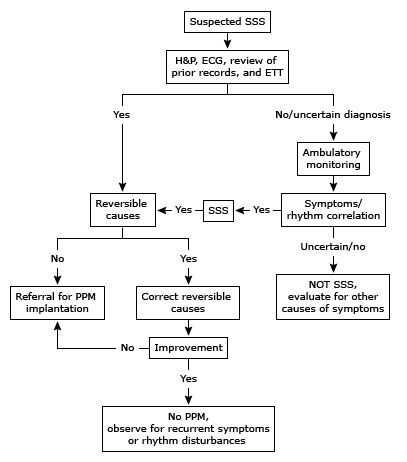 Suspected SSS
H&P, ECG, review of
prior records, and ETT
Yes
No/uncertain diagnosis
Ambulatory
monitoring
Reversible
causes
Yes
SSS
Yes
Symptoms/
rhythm correlation
No
Yes
Uncertain/no
Referral for PPM
implantation
Correct reversible
causes
NOT SSS,
evaluate for other
causes of symptoms
No
Improvement
Yes
No PPM,
observe for recurrent symptoms
or rhythm disturbances